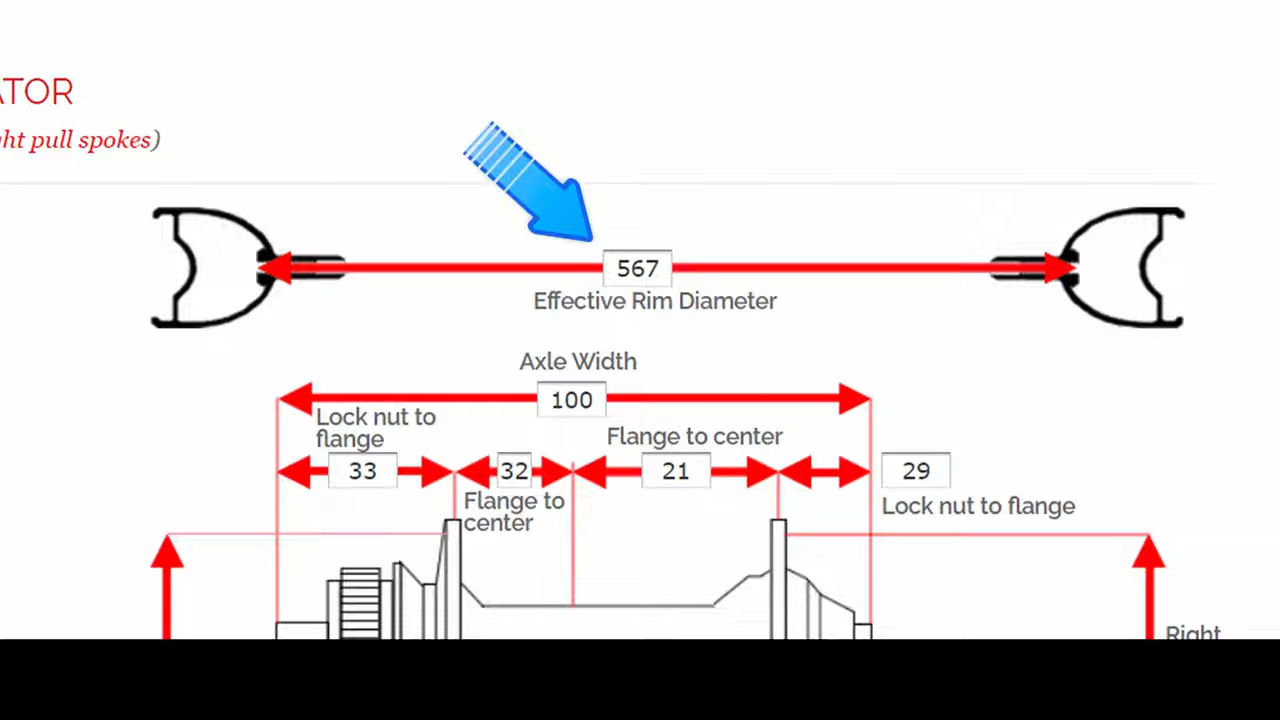 ATOR
ht pull spokes)
567
Effective Rim Diameter
Axle Width
100
Lock nut to
flange
Flange to center
33
32
21
29
Flange to
center
Lock nut to flange
Right